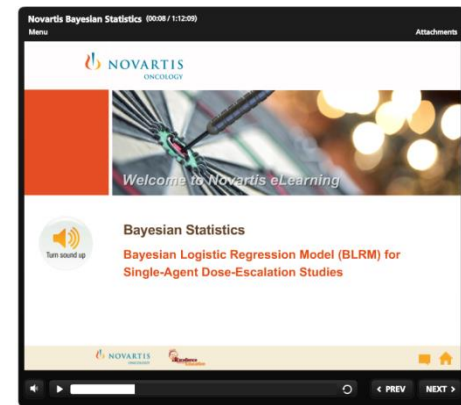 Novartis Bayesian Statistics (00:08 / 1:12:09)
Menu
Attachments
NOVARTIS
ONCOLOGY
Welcome to Novartis eLearning
Turn sound up
Bayesian Statistics
Bayesian Logistic Regression Model (BLRM) for
Single-Agent Dose-Escalation Studies
NOVARTIS
ONCOLOGY
< PREV
NEXT >